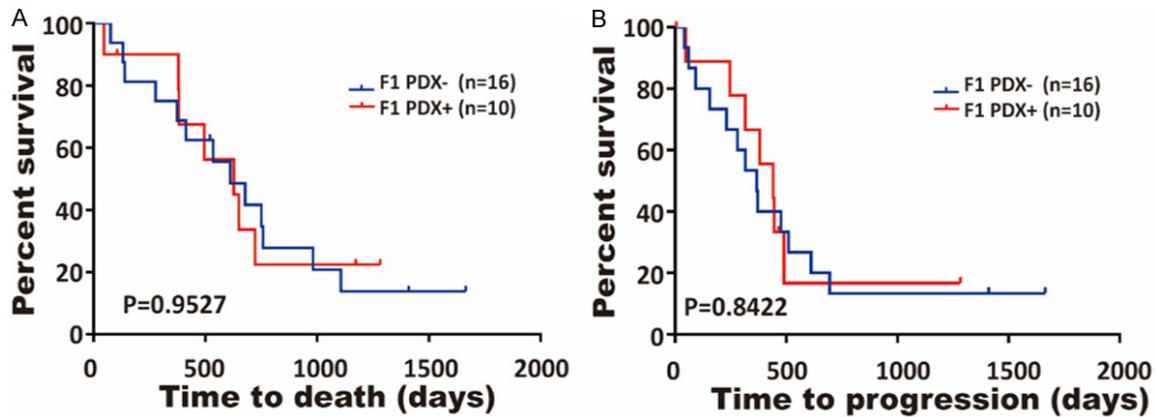 A
Percent survival
100
80
60
40
20
0
F1 PDX- (n=16)
F1 PDX+ (n=10)
P=0.9527
0 500 1000 1500 2000
Time to death (days)
B
Percent survival
100
80
60
40
20
0
F1 PDX- (n=16)
F1 PDX+ (n=10)
P=0.8422
0 500 1000 1500 2000
Time to progression (days)